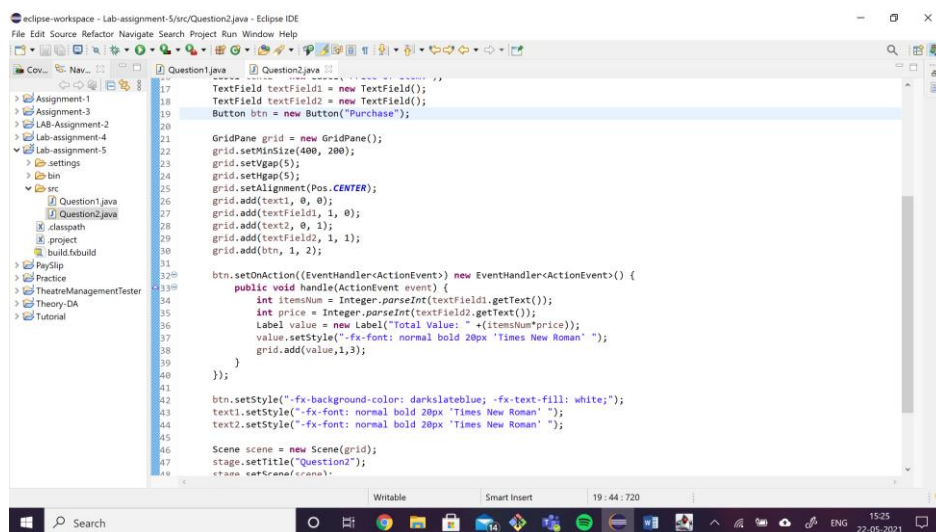 eclipse-workspace - Lab-assignment-5/src/Question2.java - Eclipse IDE
File Edit Source Refactor Navigate Search Project Run Window Help
Cov... Nav...
Question1.java Question2.java
Assignment-1
Assignment-3
LAB-Assignment-2
Lab-assignment-4
Lab-assignment-5
.settings
bin
src
Question1.java
Question2.java
.classpath
.project
build.fxbuild
PaySlip
Practice
TheatreManagementTester
Theory-DA
Tutorial
17 TextField textField1 = new TextField();
18 TextField textField2 = new TextField();
19 Button btn = new Button("Purchase");
20
21 GridPane grid = new GridPane();
22 grid.setMinSize(400, 200);
23 grid.setVgap(5);
24 grid.setHgap(5);
25 grid.setAlignment(Pos.CENTER);
26 grid.add(text1, 0, 0);
27 grid.add(textField1, 1, 0);
28 grid.add(text2, 0, 1);
29 grid.add(textField2, 1, 1);
30 grid.add(btn, 1, 2);
31
32 btn.setOnAction((EventHandler<ActionEvent>) new EventHandler<ActionEvent>() {
33 public void handle(ActionEvent event) {
34 int itemsNum = Integer.parseInt(textField1.getText());
35 int price = Integer.parseInt(textField2.getText());
36 Label value = new Label("Total Value: " +(itemsNum*price));
37 value.setStyle("-fx-font: normal bold 20px 'Times New Roman' ");
38 grid.add(value,1,3);
39 }
40 });
41
42 btn.setStyle("-fx-background-color: darkslateblue; -fx-text-fill: white;");
43 text1.setStyle("-fx-font: normal bold 20px 'Times New Roman' ");
44 text2.setStyle("-fx-font: normal bold 20px 'Times New Roman' ");
45
46 Scene scene = new Scene(grid);
47 stage.setTitle("Question2");
48 stage.setScene(scene);
Writable Smart Insert 19 : 44 : 720
Search
14
ENG
15:25
22-05-2021